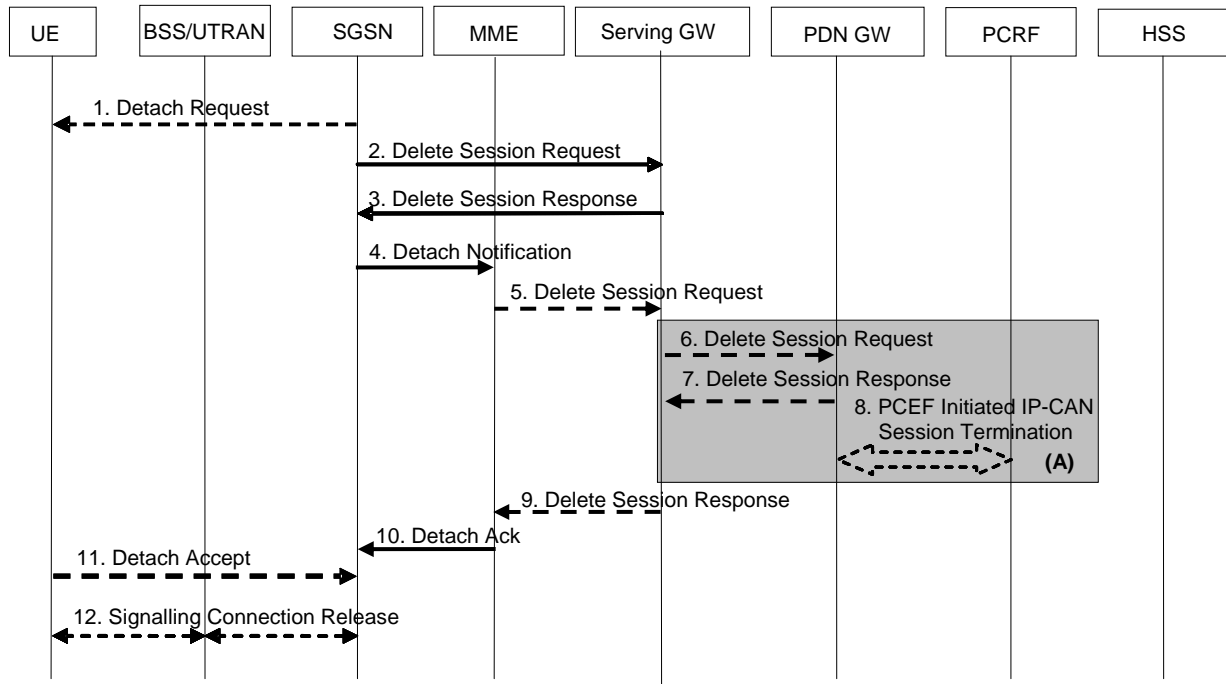 UE
BSS/UTRAN
SGSN
MME
Serving GW
PDN GW
PCRF
HSS
1. Detach Request
2. Delete Session Request
3. Delete Session Response
4. Detach Notification
5. Delete Session Request
6. Delete Session Request
7. Delete Session Response
8. PCEF Initiated IP-CAN
Session Termination
(A)
9. Delete Session Response
10. Detach Ack
11. Detach Accept
12. Signalling Connection Release